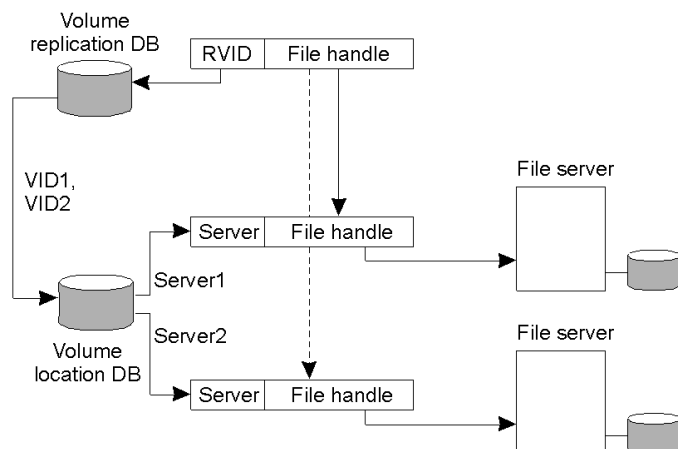 Volume
replication DB
RVID
File handle
VID1,
VID2
File server
Server
File handle
Server1
Server2
File server
Volume
location DB
Server
File handle